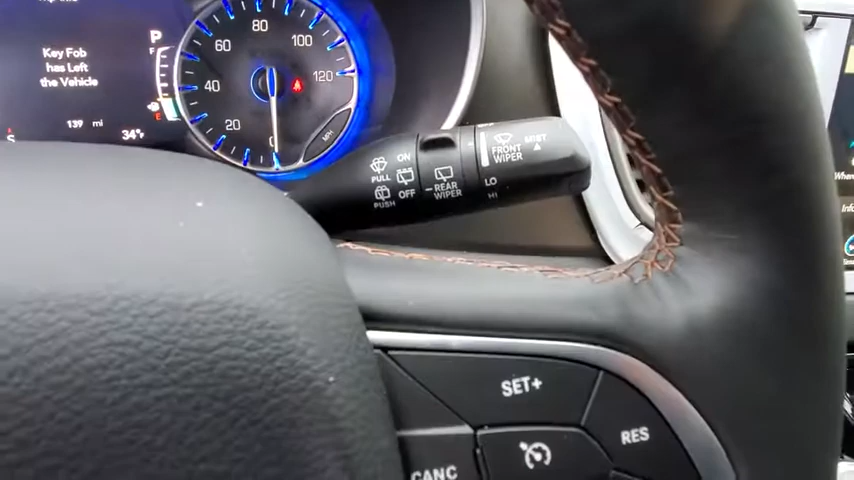 Key Fob
has Left
the Vehicle
139 mi
34°F
P
F
E
S
0
20
40
60
80
100
120
MPH
PULL
PUSH
ON
OFF
REAR
WIPER
FRONT
WIPER
MIST
LO
HI
SET+
RES
CANC